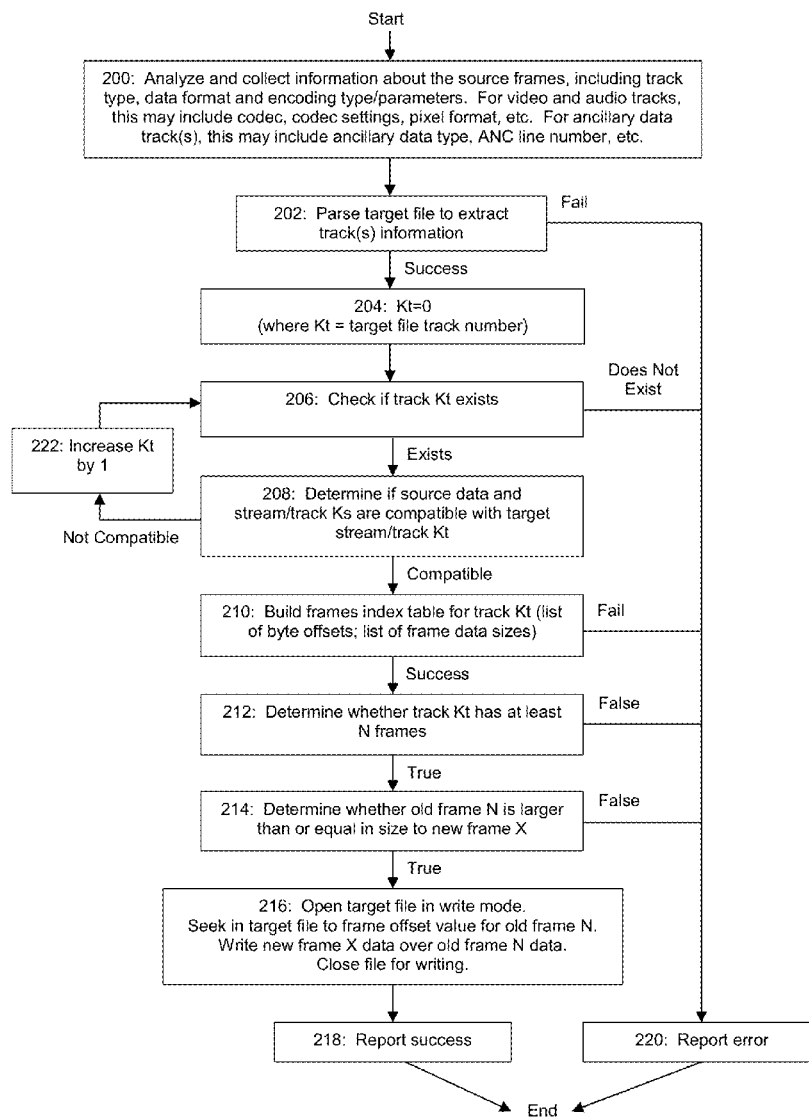 Start
200: Analyze and collect information about the source frames, including track
type, data format and encoding type/parameters. For video and audio tracks,
this may include codec, codec settings, pixel format, etc. For ancillary data
track(s), this may include ancillary data type, ANC line number, etc.
202: Parse target file to extract
track(s) information
Fail
Success
204: Kt=0
(where Kt = target file track number)
Does Not
Exist
206: Check if track Kt exists
222: Increase Kt
by 1
Exists
208: Determine if source data and
stream/track Ks are compatible with target
stream/track Kt
Not Compatible
Compatible
210: Build frames index table for track Kt (list
of byte offsets; list of frame data sizes)
Fail
Success
212: Determine whether track Kt has at least
N frames
False
True
214: Determine whether old frame N is larger
than or equal in size to new frame X
False
True
216: Open target file in write mode.
Seek in target file to frame offset value for old frame N.
Write new frame X data over old frame N data.
Close file for writing.
218: Report success
220: Report error
End